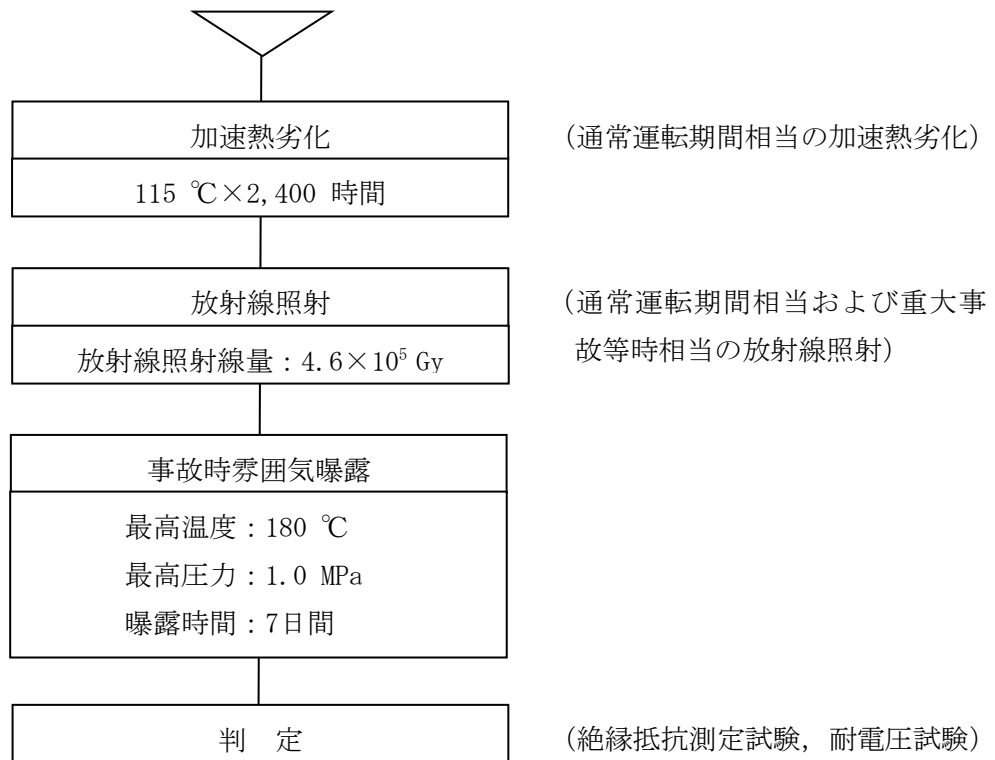 加速熱劣化
(通常運転期間相当の加速熱劣化)
115 ℃×2,400 時間
放射線照射
(通常運転期間相当および重大事
故等時相当の放射線照射)
放射線照射線量：4.6×10⁵ Gy
事故時雰囲気曝露
最高温度：180 ℃
最高圧力：1.0 MPa
曝露時間：7日間
判　定
(絶縁抵抗測定試験，耐電圧試験)